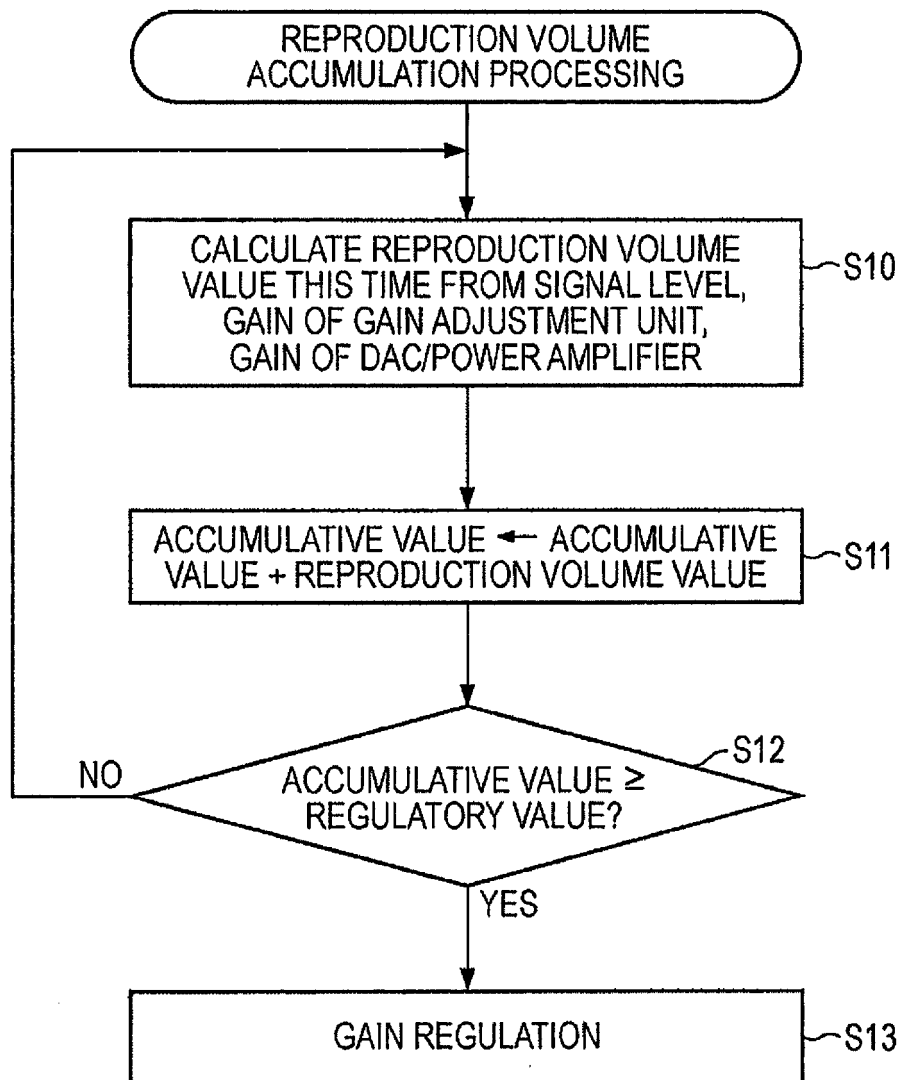 REPRODUCTION VOLUME
ACCUMULATION PROCESSING
CALCULATE REPRODUCTION VOLUME
VALUE THIS TIME FROM SIGNAL LEVEL,
GAIN OF GAIN ADJUSTMENT UNIT,
GAIN OF DAC/POWER AMPLIFIER
S10
ACCUMULATIVE VALUE ← ACCUMULATIVE
VALUE + REPRODUCTION VOLUME VALUE
S11
S12
NO
ACCUMULATIVE VALUE ≥
REGULATORY VALUE?
YES
GAIN REGULATION
S13